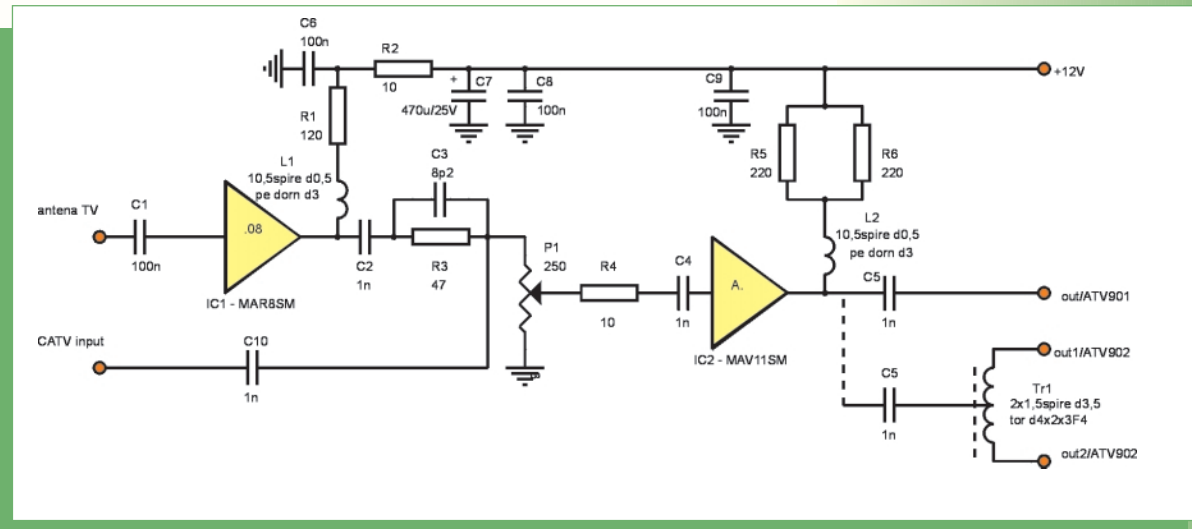 C6
100n
R2
10
+
C7
470u/25V
C8
100n
C9
100n
+12V
R1
120
L1
10,5spire d0,5
pe dorn d3
C3
8p2
R5
220
R6
220
antena TV
C1
100n
.08
IC1 - MAR8SM
C2
1n
R3
47
P1
250
R4
10
C4
1n
A.
IC2 - MAV11SM
L2
10,5spire d0,5
pe dorn d3
C5
1n
out/ATV901
CATV input
C10
1n
out1/ATV902
C5
1n
Tr1
2x1,5spire d3,5
tor d4x2x3F4
out2/ATV902